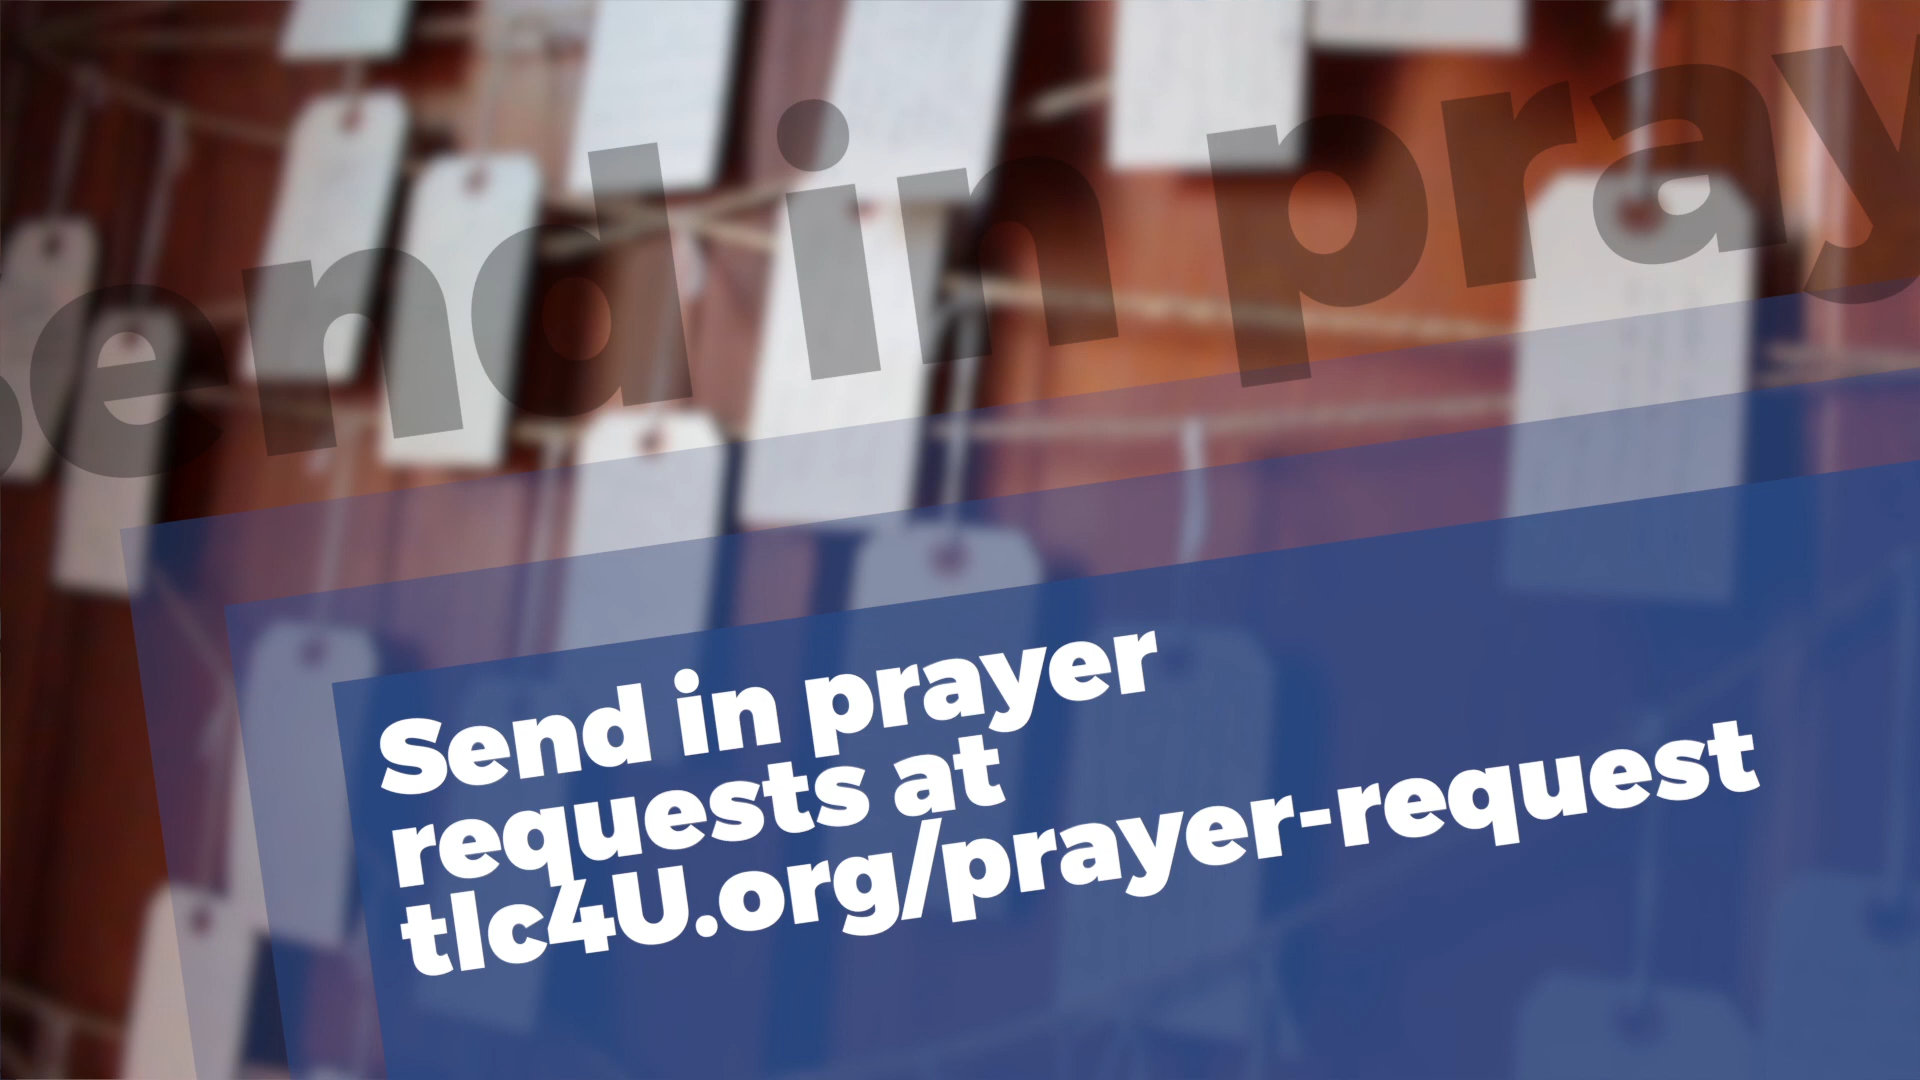 send in pray
Send in prayer
requests at
tlc4U.org/prayer-request